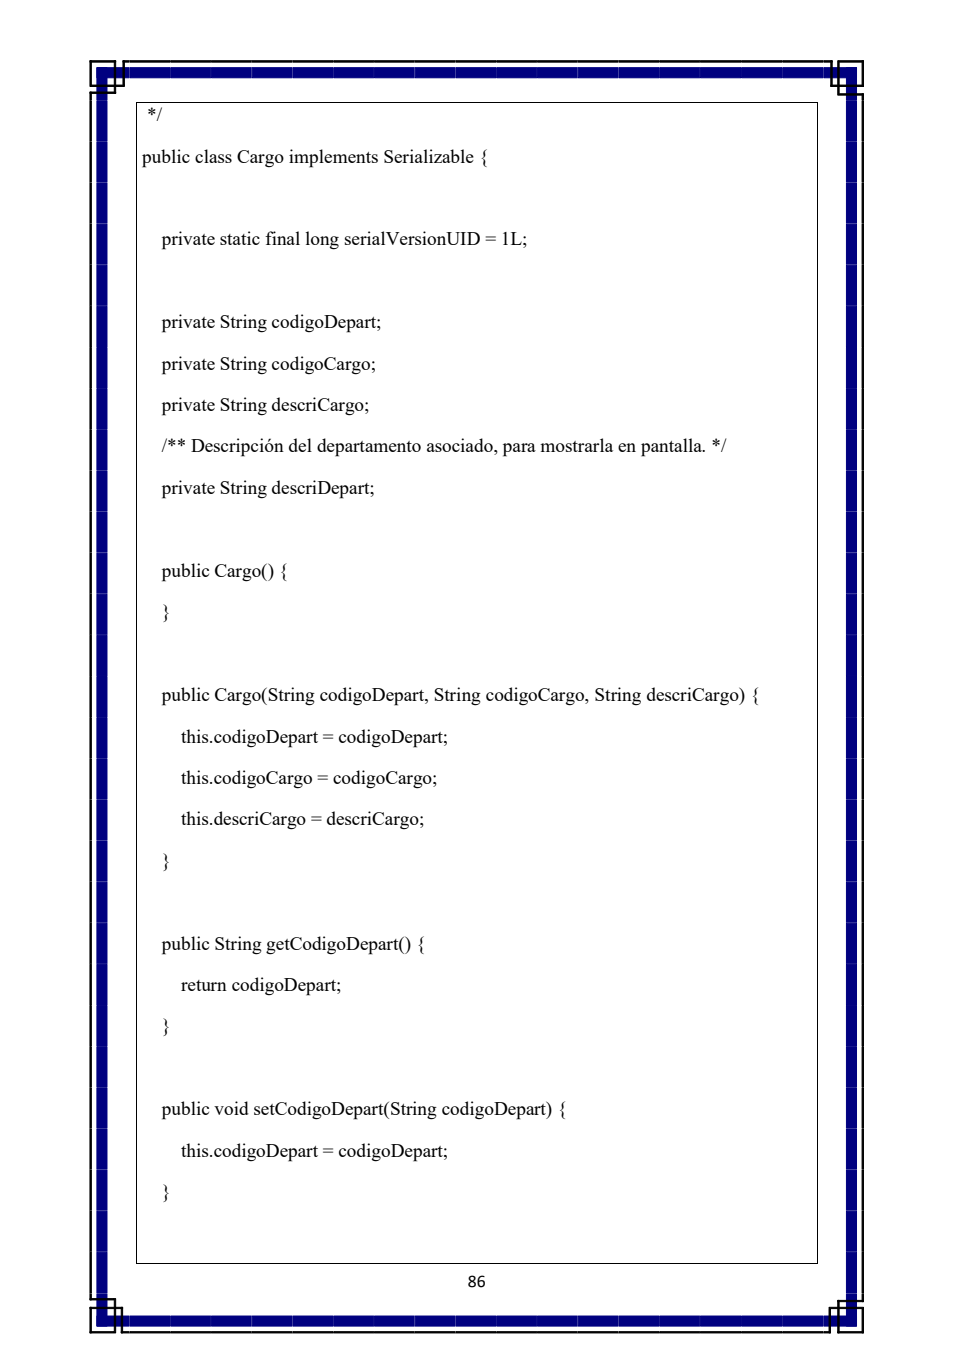 */
public class Cargo implements Serializable {
private static final long serialVersionUID = 1L;
private String codigoDepart;
private String codigoCargo;
private String descriCargo;
/** Descripción del departamento asociado, para mostrarla en pantalla. */
private String descriDepart;
public Cargo() {
}
public Cargo(String codigoDepart, String codigoCargo, String descriCargo) {
this.codigoDepart = codigoDepart;
this.codigoCargo = codigoCargo;
this.descriCargo = descriCargo;
}
public String getCodigoDepart() {
return codigoDepart;
}
public void setCodigoDepart(String codigoDepart) {
this.codigoDepart = codigoDepart;
}
86